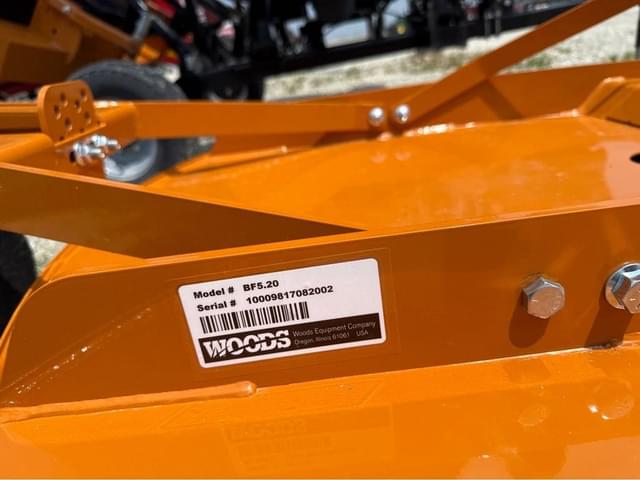 Model # BF5.20
Serial # 10009817082002
WOODS Woods Equipment Company
Oregon, Illinois 61061 USA